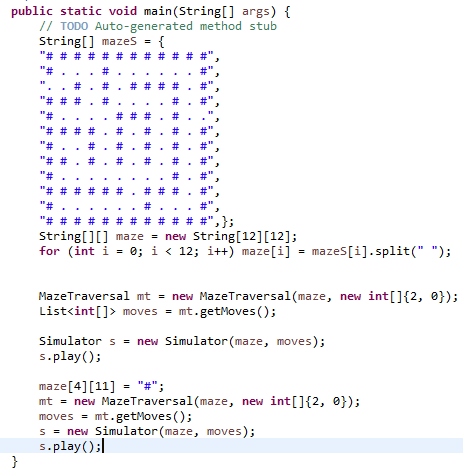 public static void main(String[] args) {
// TODO Auto-generated method stub
String[] mazeS = {
"# # # # # # # # # # # #",
"# . . . # . . . . . . #",
". . # . # . # # # # . #",
"# # # . # . . . . # . #",
"# . . . . # # # . # . .",
"# # # # . # . # . # . #",
"# . . # . # . # . # . #",
"# # . # . # . # . # . #",
"# . . . . . . . . # . #",
"# # # # # # . # # # . #",
"# . . . . . . # . . . #",
"# # # # # # # # # # # #",};
String[][] maze = new String[12][12];
for (int i = 0; i < 12; i++) maze[i] = mazeS[i].split(" ");
MazeTraversal mt = new MazeTraversal(maze, new int[]{2, 0});
List<int[]> moves = mt.getMoves();
Simulator s = new Simulator(maze, moves);
s.play();
maze[4][11] = "#";
mt = new MazeTraversal(maze, new int[]{2, 0});
moves = mt.getMoves();
s = new Simulator(maze, moves);
s.play();
}